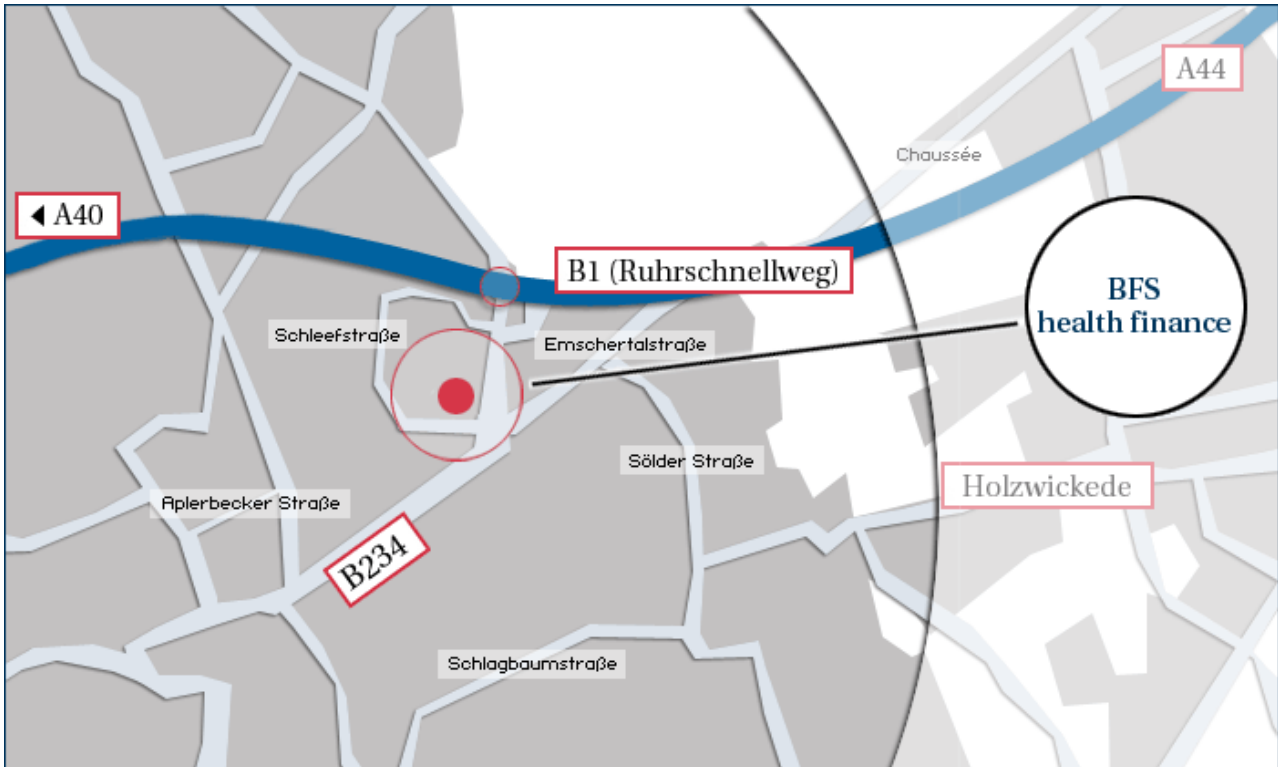 A44
Chaussée
◀ A40
B1 (Ruhrschnellweg)
BFS
health finance
Schleefstraße
Emschertalstraße
Sölder Straße
Holzwickede
Aplerbecker Straße
B234
Schlagbaumstraße